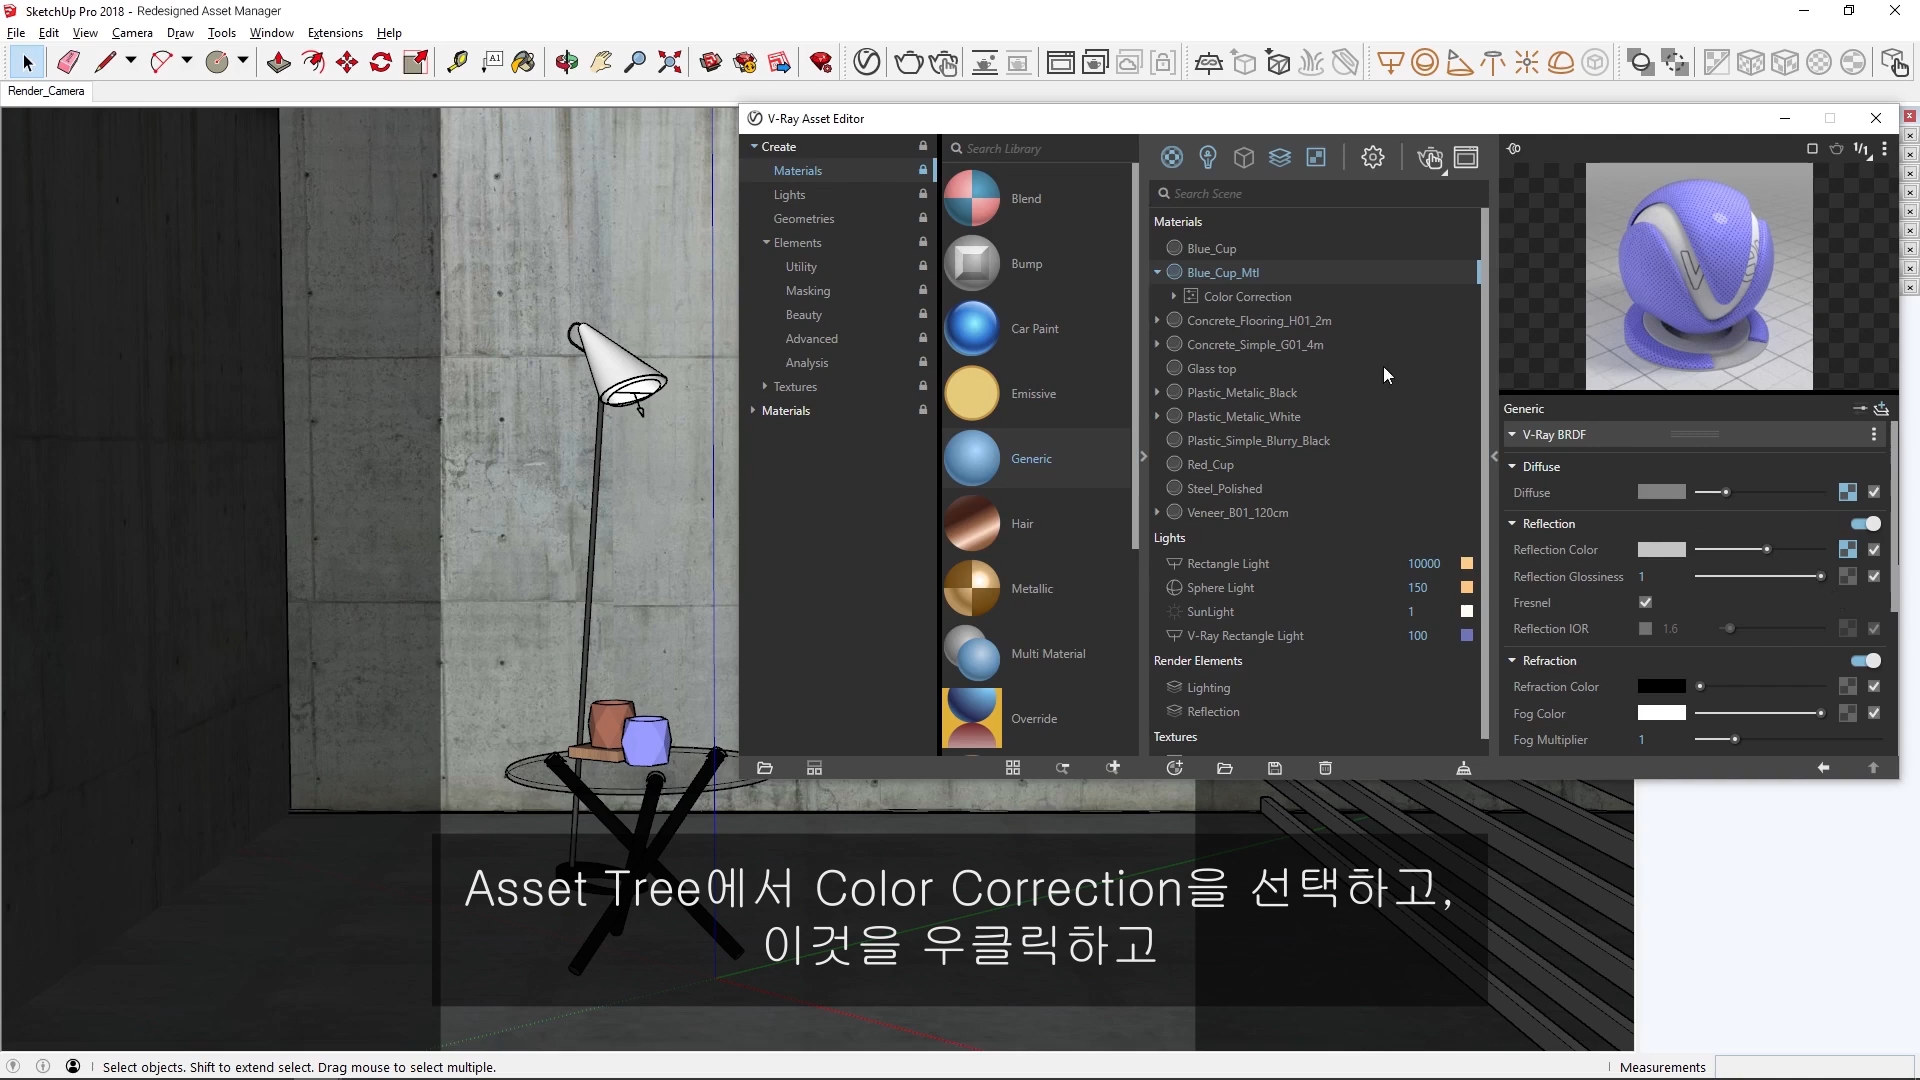 SketchUp Pro 2018 - Redesigned Asset Manager
File Edit View Camera Draw Tools Window Extensions Help
A1
Render_Camera
V-Ray Asset Editor
Create
Materials
Lights
Geometries
Elements
Utility
Masking
Beauty
Advanced
Analysis
Textures
Materials
Search Library
Blend
Bump
Car Paint
Emissive
Generic
Hair
Metallic
Multi Material
Override
Search Scene
Materials
Blue_Cup
Blue_Cup_Mtl
Color Correction
Concrete_Flooring_H01_2m
Concrete_Simple_G01_4m
Glass top
Plastic_Metalic_Black
Plastic_Metalic_White
Plastic_Simple_Blurry_Black
Red_Cup
Steel_Polished
Veneer_B01_120cm
Lights
Rectangle Light 10000
Sphere Light 150
SunLight 1
V-Ray Rectangle Light 100
Render Elements
Lighting
Reflection
Textures
1/1
Generic
V-Ray BRDF
Diffuse
Diffuse
Reflection
Reflection Color
Reflection Glossiness 1
Fresnel
Reflection IOR 1.6
Refraction
Refraction Color
Fog Color
Fog Multiplier 1
Asset Tree에서 Color Correction을 선택하고,
이것을 우클릭하고
Select objects. Shift to extend select. Drag mouse to select multiple.
Measurements